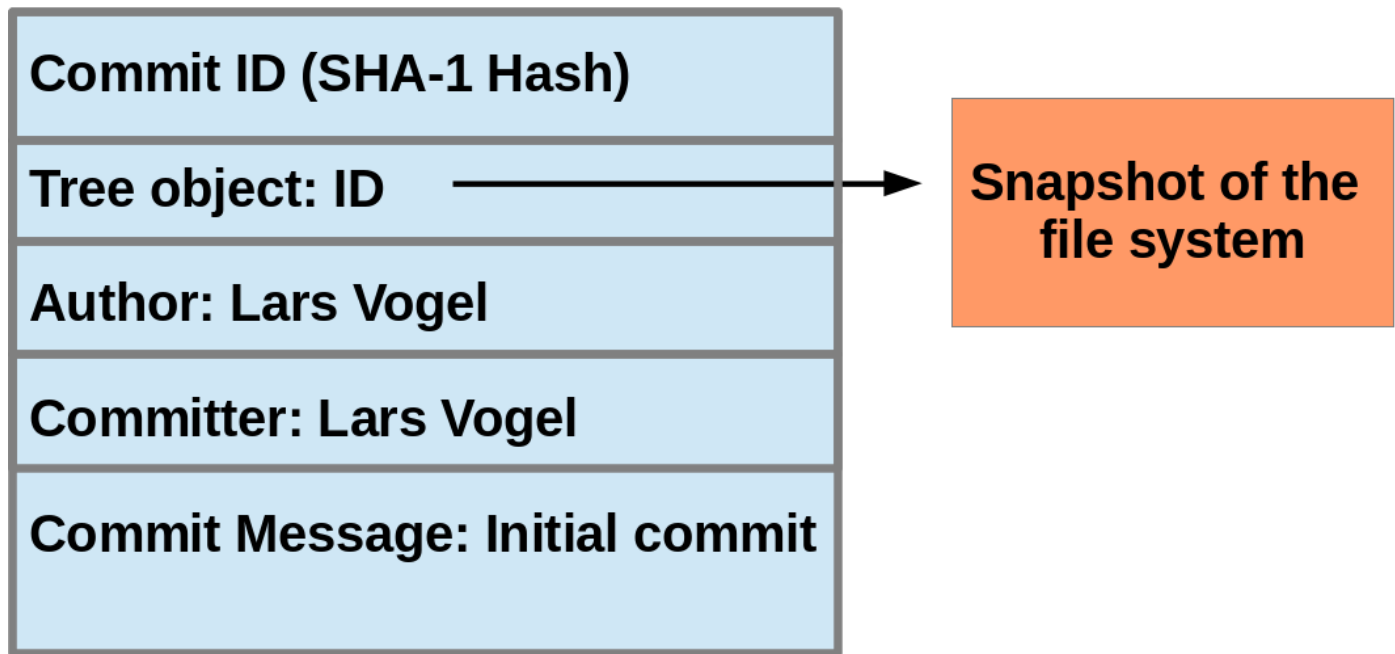 Commit ID (SHA-1 Hash)
Tree object: ID
Author: Lars Vogel
Committer: Lars Vogel
Commit Message: Initial commit
Snapshot of the
file system